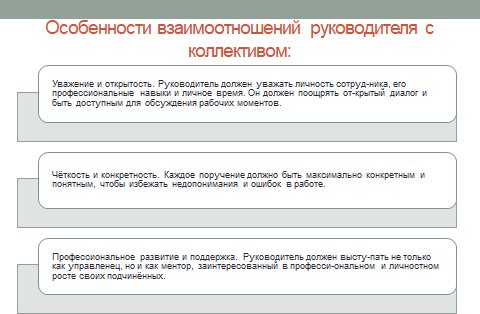 Особенности взаимоотношений руководителя с
коллективом:
Уважение и открытость. Руководитель должен уважать личность сотруд-ника, его
профессиональные навыки и личное время. Он должен поощрять от-крытый диалог и
быть доступным для обсуждения рабочих моментов.
Чёткость и конкретность. Каждое поручение должно быть максимально конкретным и
понятным, чтобы избежать недопонимания и ошибок в работе.
Профессиональное развитие и поддержка. Руководитель должен высту-пать не только
как управленец, но и как ментор, заинтересованный в професси-ональном и личностном
росте своих подчинённых.